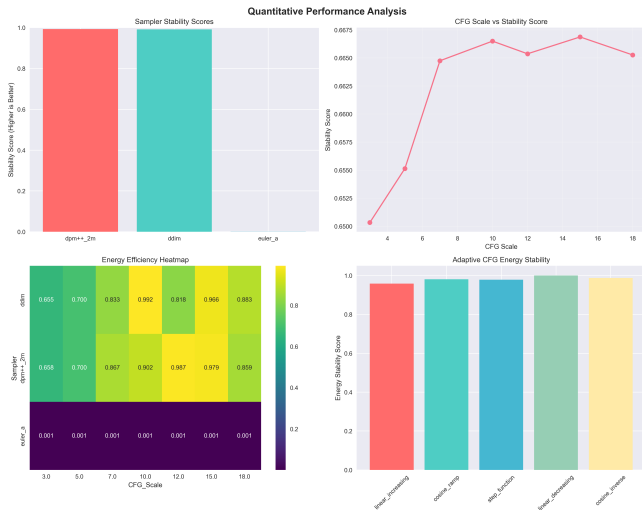 Quantitative Performance Analysis
Sampler Stability Scores
Stability Score (Higher is Better)
1.0
0.8
0.6
0.4
0.2
0.0
dpm++_2m
ddim
euler_a
CFG Scale vs Stability Score
Stability Score
0.6675
0.6650
0.6625
0.6600
0.6575
0.6550
0.6525
0.6500
4
6
8
10
12
14
16
18
CFG Scale
Energy Efficiency Heatmap
Sampler
ddim
0.655 0.700 0.833 0.992 0.818 0.966 0.883
dpm++_2m
0.658 0.700 0.867 0.902 0.987 0.979 0.859
euler_a
0.001 0.001 0.001 0.001 0.001 0.001 0.001
3.0 5.0 7.0 10.0 12.0 15.0 18.0
CFG_Scale
0.8
0.6
0.4
0.2
Adaptive CFG Energy Stability
Energy Stability Score
1.0
0.8
0.6
0.4
0.2
0.0
linear_increasing
cosine_ramp
step_function
linear_decreasing
cosine_inverse